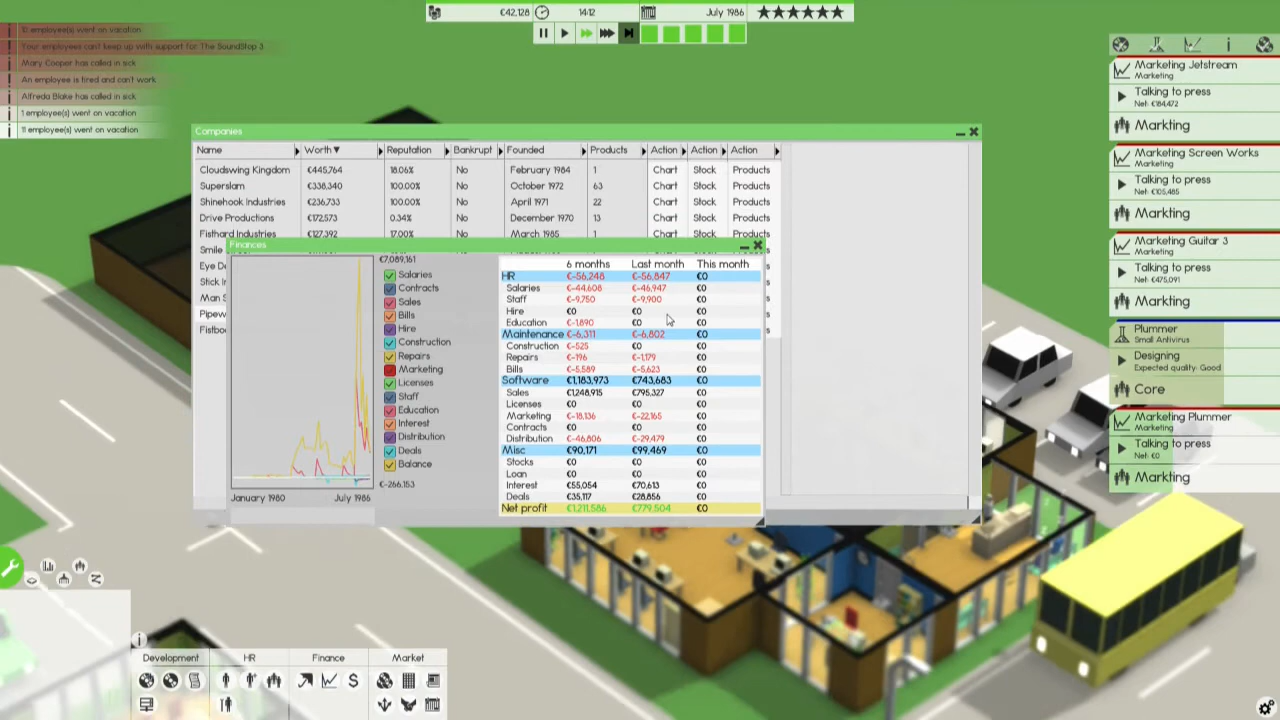 €42,128 14:12 July 1986
11 employee(s) went on vacation
Your employees can't keep up with support for The SoundStop 3
Mary Cooper has called in sick
An employee is tired and can't work
Alfreda Blake has called in sick
1 employee(s) went on vacation
11 employee(s) went on vacation
Companies
Name Worth▼ Reputation Bankrupt Founded Products Action Action Action
Cloudswing Kingdom €445,764 18.06% No February 1984 1 Chart Stock Products
Superslam €338,340 100.00% No October 1972 63 Chart Stock Products
Shinehook Industries €236,733 100.00% No April 1971 22 Chart Stock Products
Drive Productions €172,573 0.34% No December 1970 13 Chart Stock Products
Fisthard Industries €127,392 17.00% No March 1985 1 Chart Stock Products
Smile
Eye De
Stick I
Man S
Pipew
Fistbo
Finances
€7,089,161
Salaries
Contracts
Sales
Bills
Hire
Construction
Repairs
Marketing
Licenses
Staff
Education
Interest
Distribution
Deals
Balance
€-266,153
January 1980 July 1986
6 months Last month This month
HR €-56,248 €-56,847 €0
Salaries €-44,608 €-46,947 €0
Staff €-9,750 €-9,900 €0
Hire €0 €0 €0
Education €-1,890 €0 €0
Maintenance €-6,311 €-6,802 €0
Construction €-525 €0 €0
Repairs €-196 €-1,179 €0
Bills €-5,589 €-5,623 €0
Software €1,183,973 €743,683 €0
Sales €1,248,915 €795,327 €0
Licenses €0 €0 €0
Marketing €-18,136 €-22,165 €0
Contracts €0 €0 €0
Distribution €-46,806 €-29,479 €0
Misc €90,171 €99,469 €0
Stocks €0 €0 €0
Loan €0 €0 €0
Interest €55,054 €70,613 €0
Deals €35,117 €28,856 €0
Net profit €1,211,586 €779,504 €0
Marketing Jetstream
Marketing
Talking to press
Net: €184,472
Markting
Marketing Screen Works
Marketing
Talking to press
Net: €105,485
Markting
Marketing Guitar 3
Marketing
Talking to press
Net: €475,091
Markting
Plummer
Small Antivirus
Designing
Expected quality: Good
Core
Marketing Plummer
Marketing
Talking to press
Net: €0
Markting
Development HR Finance Market